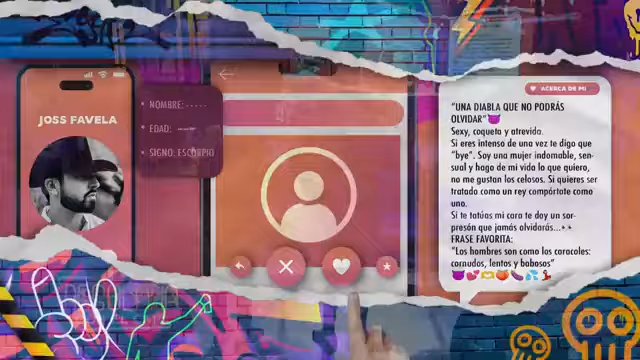 JOSS FAVELA
• NOMBRE: -----
• EDAD: ---
• SIGNO: ESCORPIO
ACERCA DE MI
"UNA DIABLA QUE NO PODRÁS
OLVIDAR"😈
Sexy, coqueta y atrevida.
Si eres intenso de una vez te digo que
"bye". Soy una mujer indomable, sen-
sual y hago de mi vida lo que quiero,
no me gustan los celosos. Si quieres ser
tratado como un rey compórtate como
uno.
Si te tatúas mi cara te doy un sor-
presón que jamás olvidarás...👀
FRASE FAVORITA:
"Los hombres son como los caracoles:
cornudos, lentos y babosos"
😈💕🫶🍑🍆💦💃